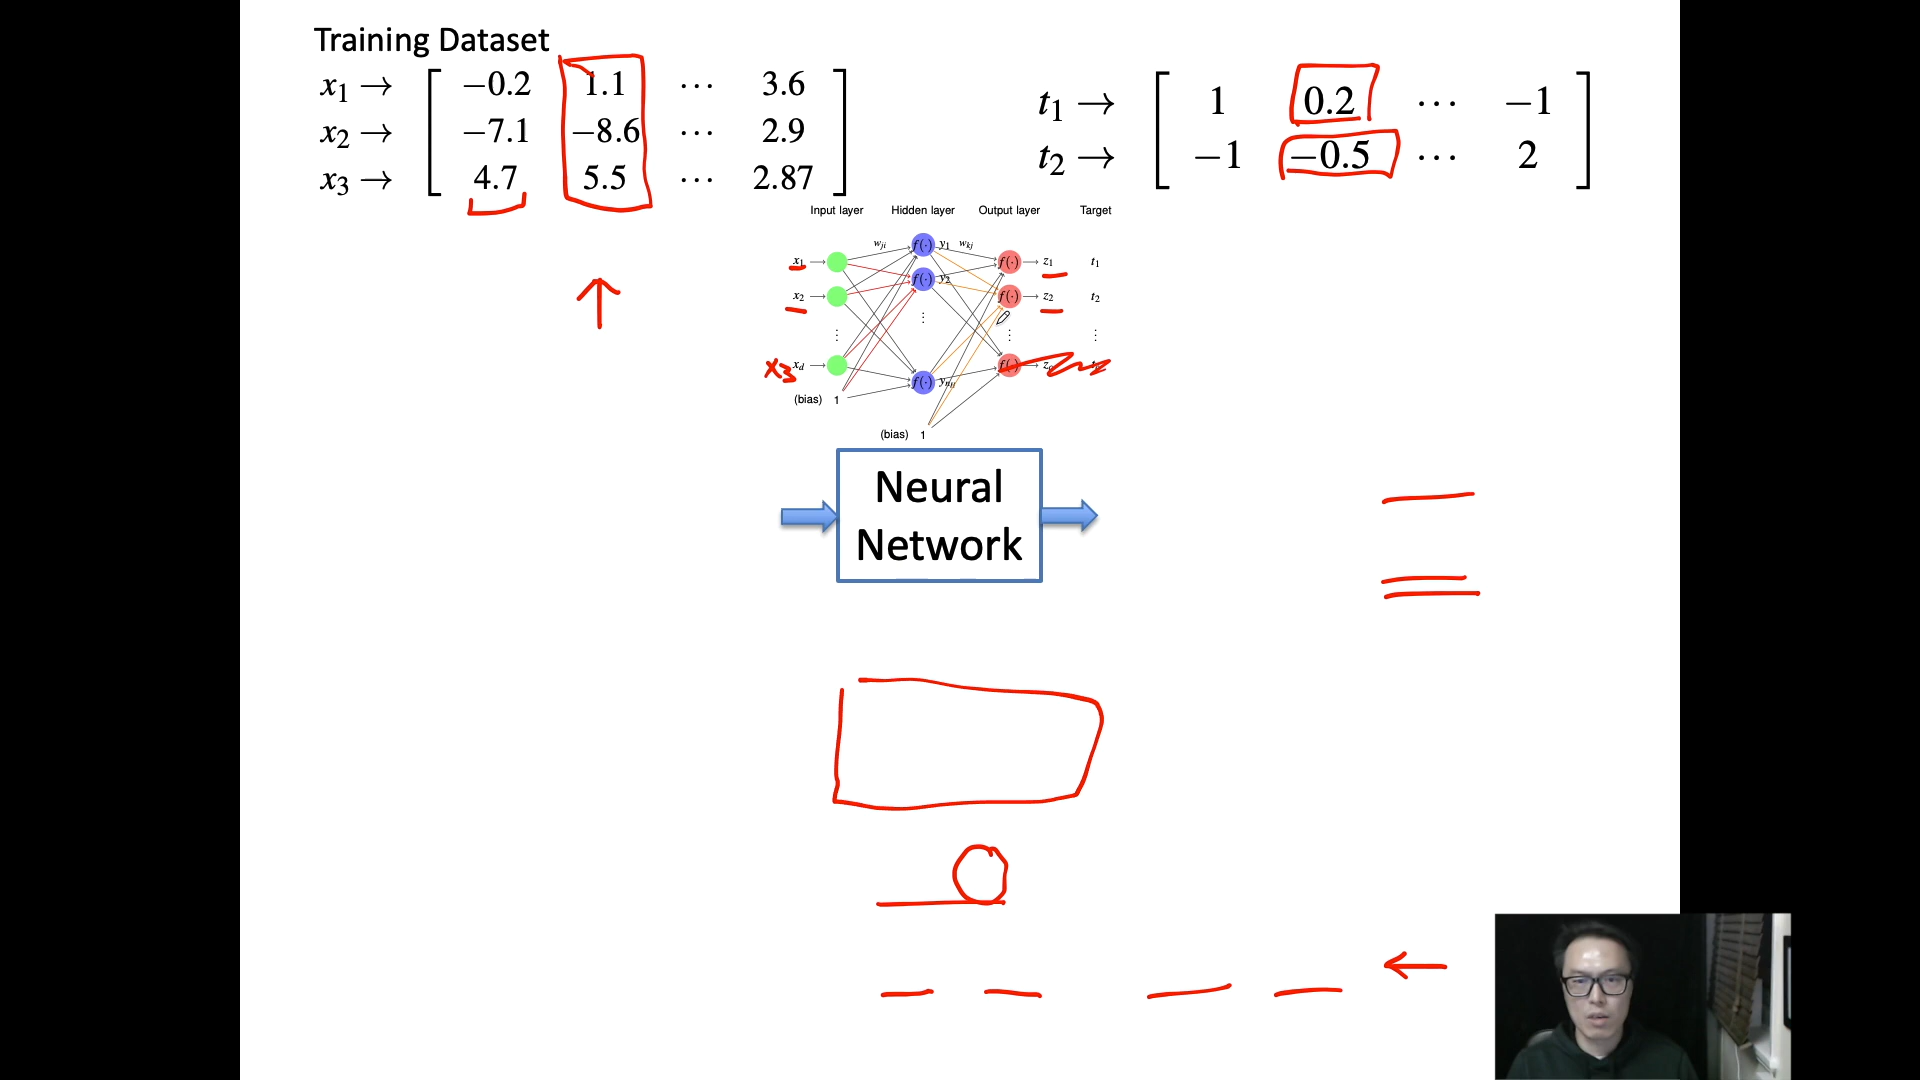 Training Dataset
x1 → [ −0.2 1.1 ⋯ 3.6 ]
x2 → [ −7.1 −8.6 ⋯ 2.9 ]
x3 → [ 4.7 5.5 ⋯ 2.87 ]
t1 → [ 1 0.2 ⋯ −1 ]
t2 → [ −1 −0.5 ⋯ 2 ]
Input layer Hidden layer Output layer Target
wji f(·) y1 wkj
x1 f(·) z1 t1
f(·) y2
x2 f(·) z2 t2
⋮ ⋮ ⋮ ⋮
x3 xd f(·)
f(·)
(bias) 1
(bias) 1
Neural
Network